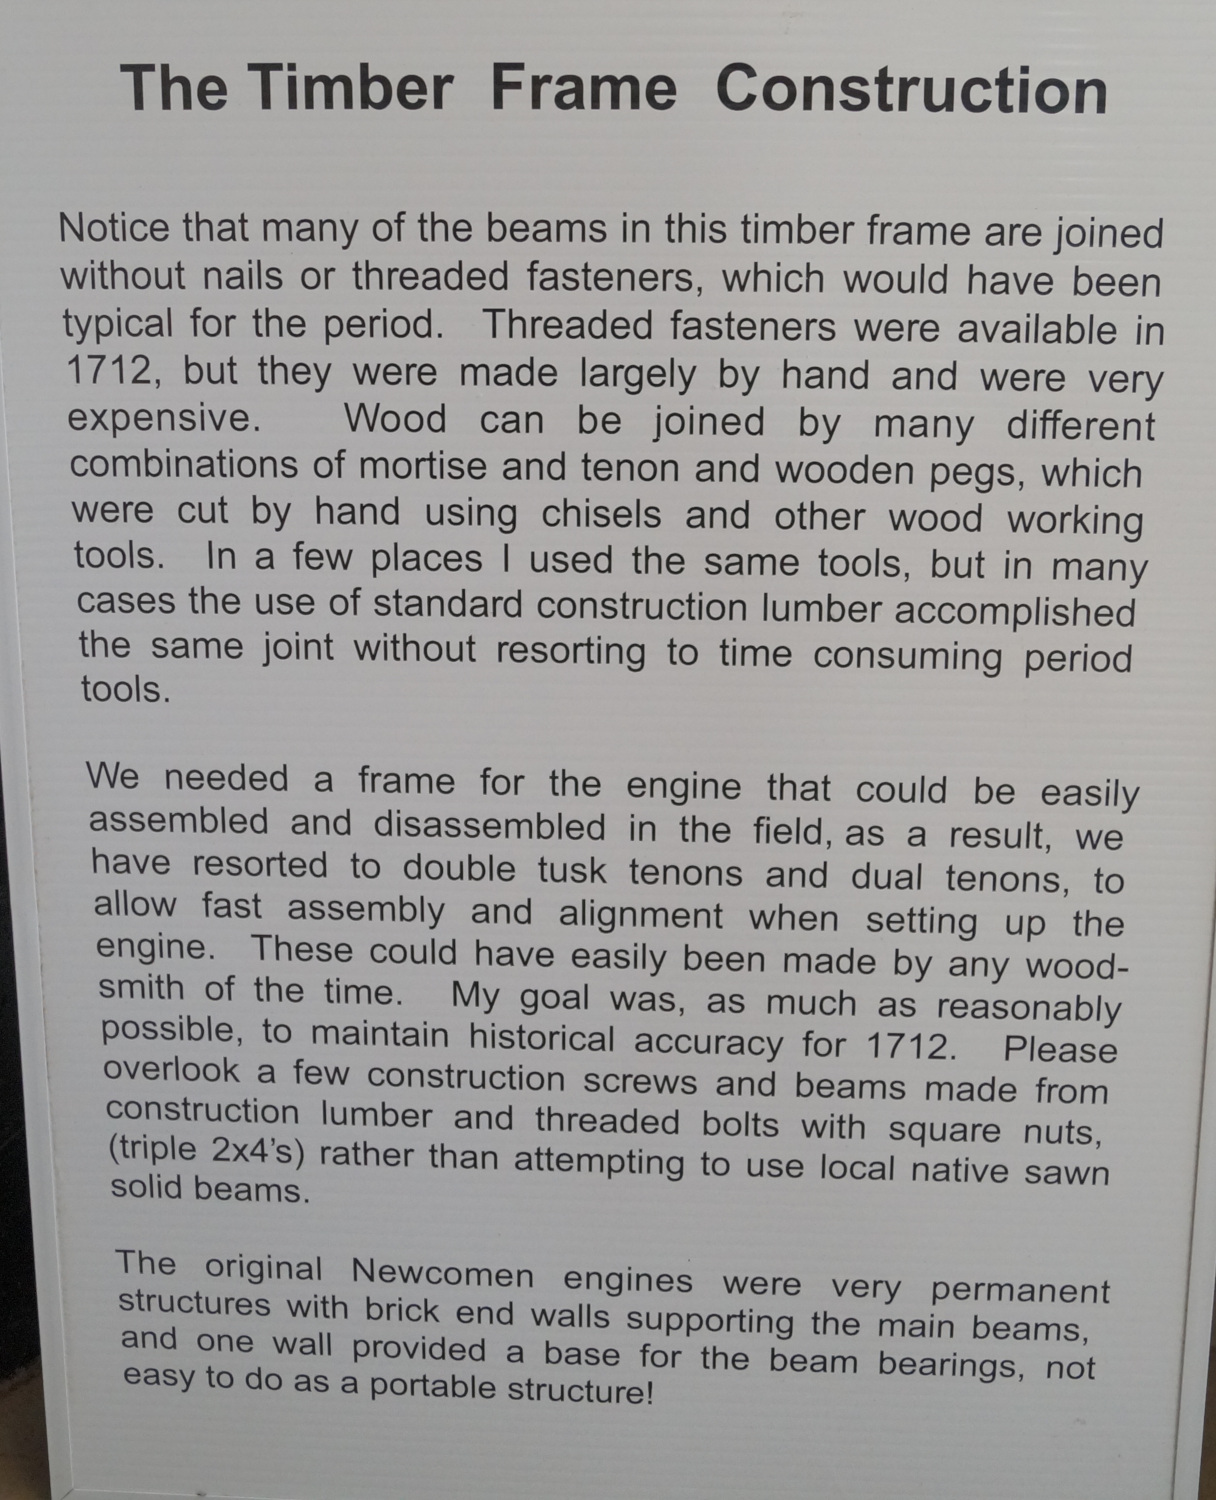 The Timber Frame Construction
Notice that many of the beams in this timber frame are joined
without nails or threaded fasteners, which would have been
typical for the period. Threaded fasteners were available in
1712, but they were made largely by hand and were very
expensive. Wood can be joined by many different
combinations of mortise and tenon and wooden pegs, which
were cut by hand using chisels and other wood working
tools. In a few places I used the same tools, but in many
cases the use of standard construction lumber accomplished
the same joint without resorting to time consuming period
tools.
We needed a frame for the engine that could be easily
assembled and disassembled in the field, as a result, we
have resorted to double tusk tenons and dual tenons, to
allow fast assembly and alignment when setting up the
engine. These could have easily been made by any wood-
smith of the time. My goal was, as much as reasonably
possible, to maintain historical accuracy for 1712. Please
overlook a few construction screws and beams made from
construction lumber and threaded bolts with square nuts,
(triple 2x4’s) rather than attempting to use local native sawn
solid beams.
The original Newcomen engines were very permanent
structures with brick end walls supporting the main beams,
and one wall provided a base for the beam bearings, not
easy to do as a portable structure!